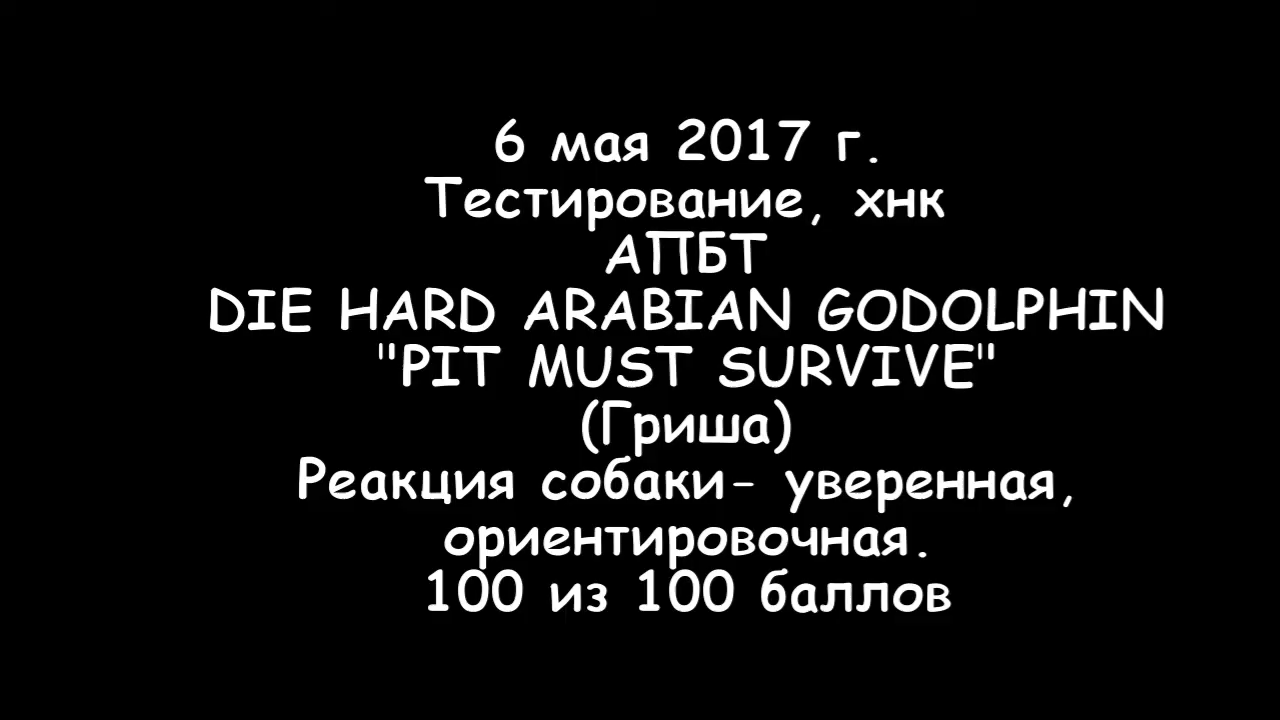 6 мая 2017 г.
Тестирование, хнк
АПБТ
DIE HARD ARABIAN GODOLPHIN
"PIT MUST SURVIVE"
(Гриша)
Реакция собаки- уверенная,
ориентировочная.
100 из 100 баллов